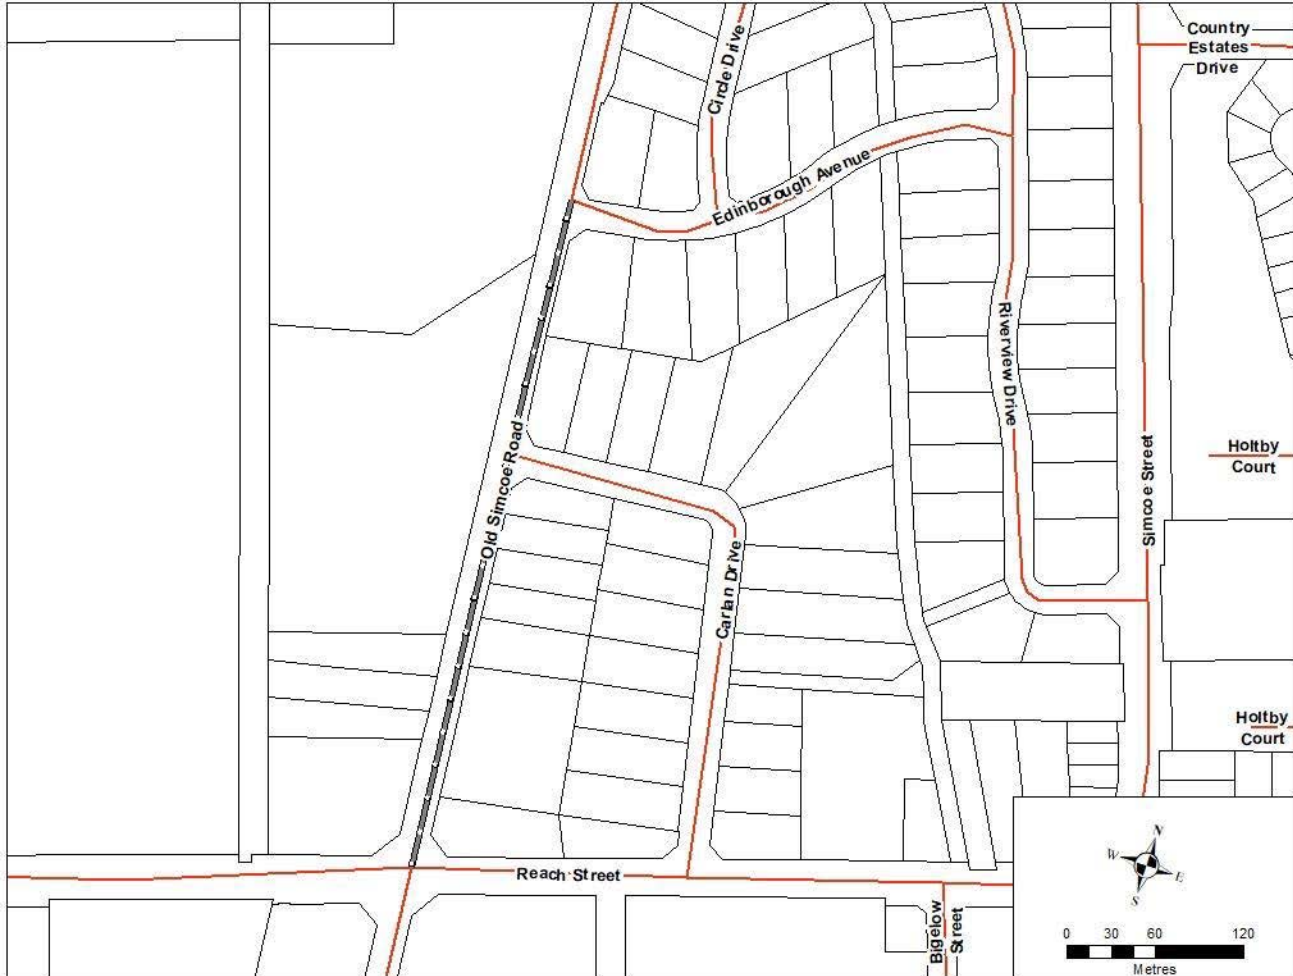 Country
Estates
Drive
Circle Drive
Edinborough Avenue
Riverview Drive
Old Simcoe Road
Simcoe Street
Holtby
Court
Carlan Drive
Holtby
Court
Reach Street
Bigelow
Street
N
W
E
S
0 30 60 120
Metres